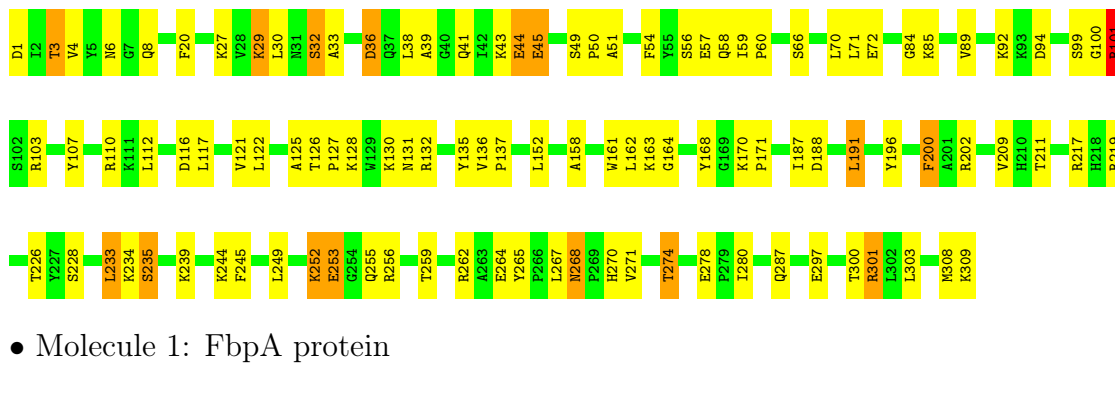 D1 I2 T3 V4 Y5 N6 G7 Q8 F20 K27 V28 K29 L30 N31 S32 A33 D36 Q37 L38 A39 G40 Q41 I42 K43 E44 E45 S49 P50 A51 F54 Y55 S56 E57 Q58 I59 P60 S66 L70 L71 E72 G84 K85 V89 K92 K93 D94 S99 G100 R101
S102 R103 Y107 R110 K111 L112 D116 L117 V121 L122 A125 T126 P127 K128 W129 K130 N131 R132 Y135 V136 P137 L152 A158 W161 L162 K163 G164 Y168 G169 K170 P171 I187 D188 L191 Y196 F200 A201 R202 V209 H210 T211 R217 H218
T226 Y227 S228 L233 K234 S235 K239 K244 F245 L249 K252 E253 G254 Q255 R256 T259 R262 A263 E264 Y265 P266 L267 N268 P269 H270 V271 T274 E278 P279 I280 Q287 E297 T300 R301 L302 L303 M308 K309
• Molecule 1: FbpA protein